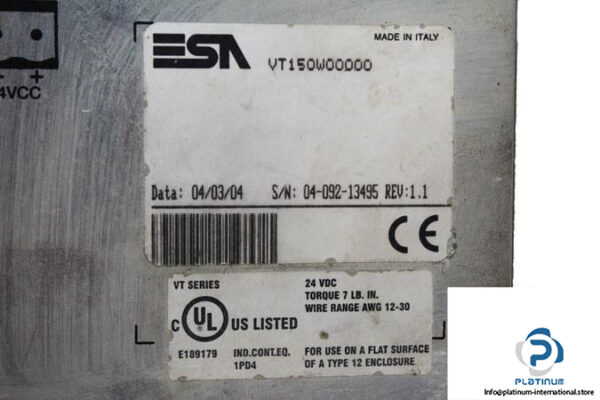 + +
4VCC
ESA
MADE IN ITALY
VT150W00000
Data: 04/03/04 S/N: 04-092-13495 REV:1.1
CE
VT SERIES
C UL US LISTED
E189179
IND.CONT.EQ.
1PD4
24 VDC
TORQUE 7 LB. IN.
WIRE RANGE AWG 12-30
FOR USE ON A FLAT SURFACE
OF A TYPE 12 ENCLOSURE
PLATINUM
INTERNATIONAL
Info@platinum-international.store